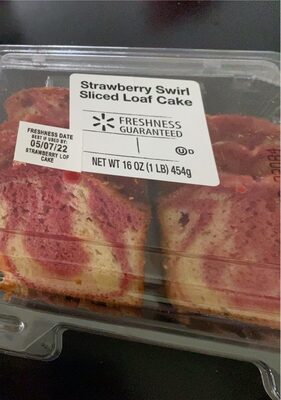 Strawberry Swirl
Sliced Loaf Cake
FRESHNESS
GUARANTEED
U D
NET WT 16 OZ (1 LB) 454g
FRESHNESS DATE
BEST IF USED BY:
05/07/22
STRAWBERRY LOF
CAKE